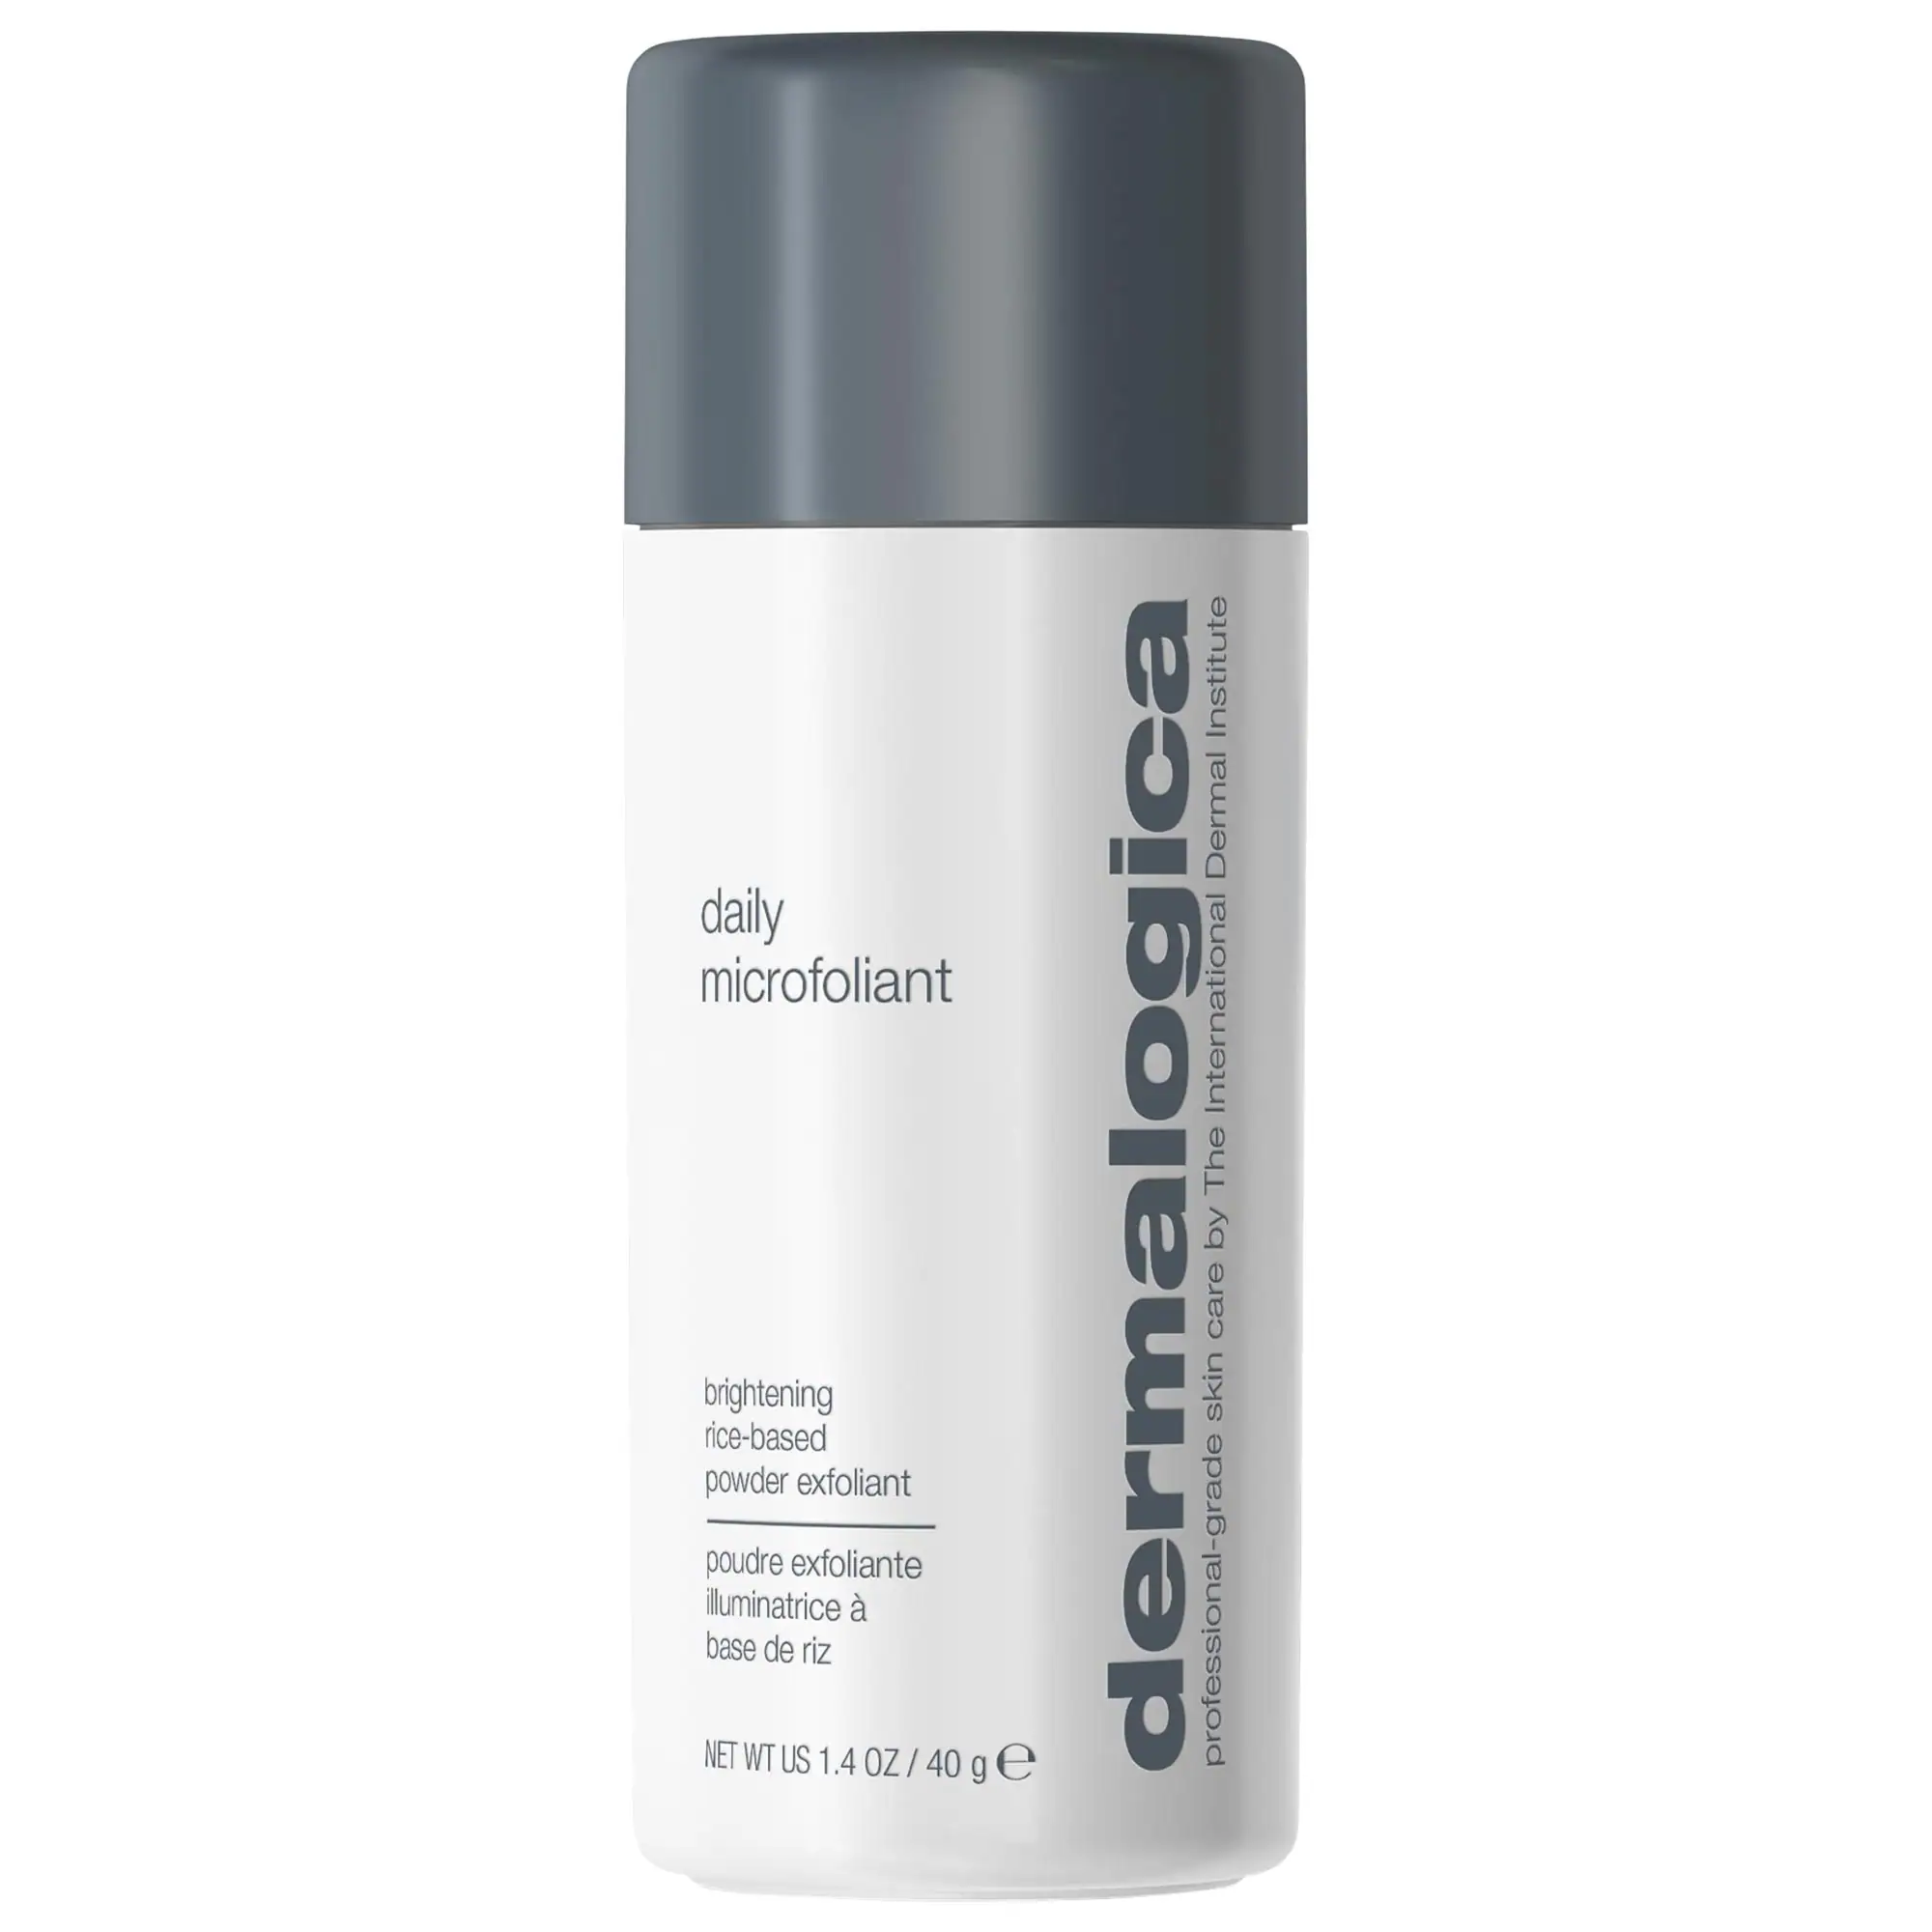 daily
microfoliant
brightening
rice-based
powder exfoliant
poudre exfoliante
illuminatrice à
base de riz
NET WT US 1.4 OZ / 40 g ℮
dermalogica
professional-grade skin care by The International Dermal Institute